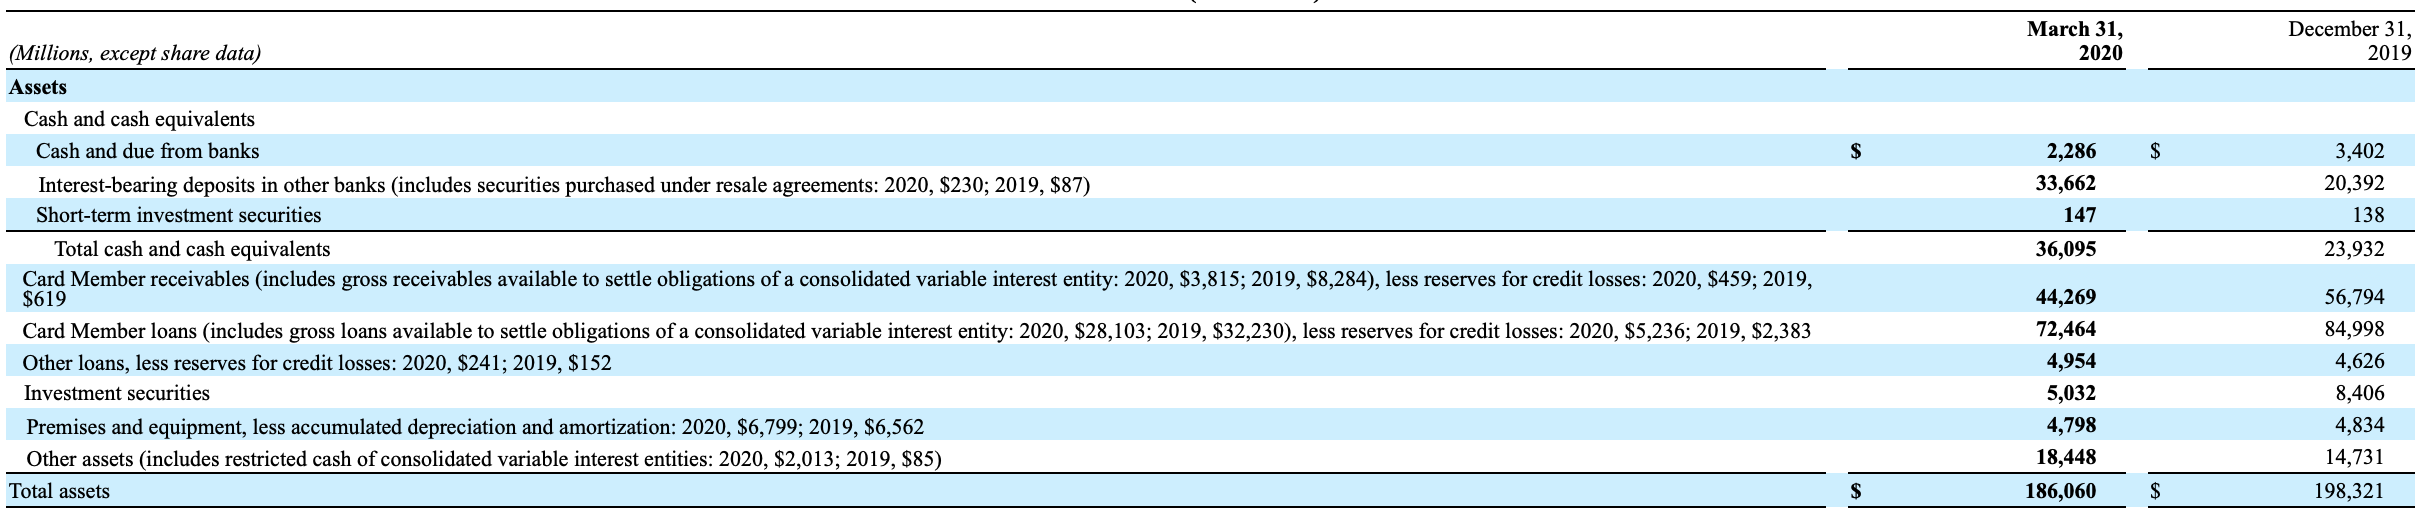 March 31, December 31,
(Millions, except share data) 2020 2019
Assets
Cash and cash equivalents
Cash and due from banks $ 2,286 $ 3,402
Interest-bearing deposits in other banks (includes securities purchased under resale agreements: 2020, $230; 2019, $87) 33,662 20,392
Short-term investment securities 147 138
Total cash and cash equivalents 36,095 23,932
Card Member receivables (includes gross receivables available to settle obligations of a consolidated variable interest entity: 2020, $3,815; 2019, $8,284), less reserves for credit losses: 2020, $459; 2019,
$619 44,269 56,794
Card Member loans (includes gross loans available to settle obligations of a consolidated variable interest entity: 2020, $28,103; 2019, $32,230), less reserves for credit losses: 2020, $5,236; 2019, $2,383 72,464 84,998
Other loans, less reserves for credit losses: 2020, $241; 2019, $152 4,954 4,626
Investment securities 5,032 8,406
Premises and equipment, less accumulated depreciation and amortization: 2020, $6,799; 2019, $6,562 4,798 4,834
Other assets (includes restricted cash of consolidated variable interest entities: 2020, $2,013; 2019, $85) 18,448 14,731
Total assets $ 186,060 $ 198,321